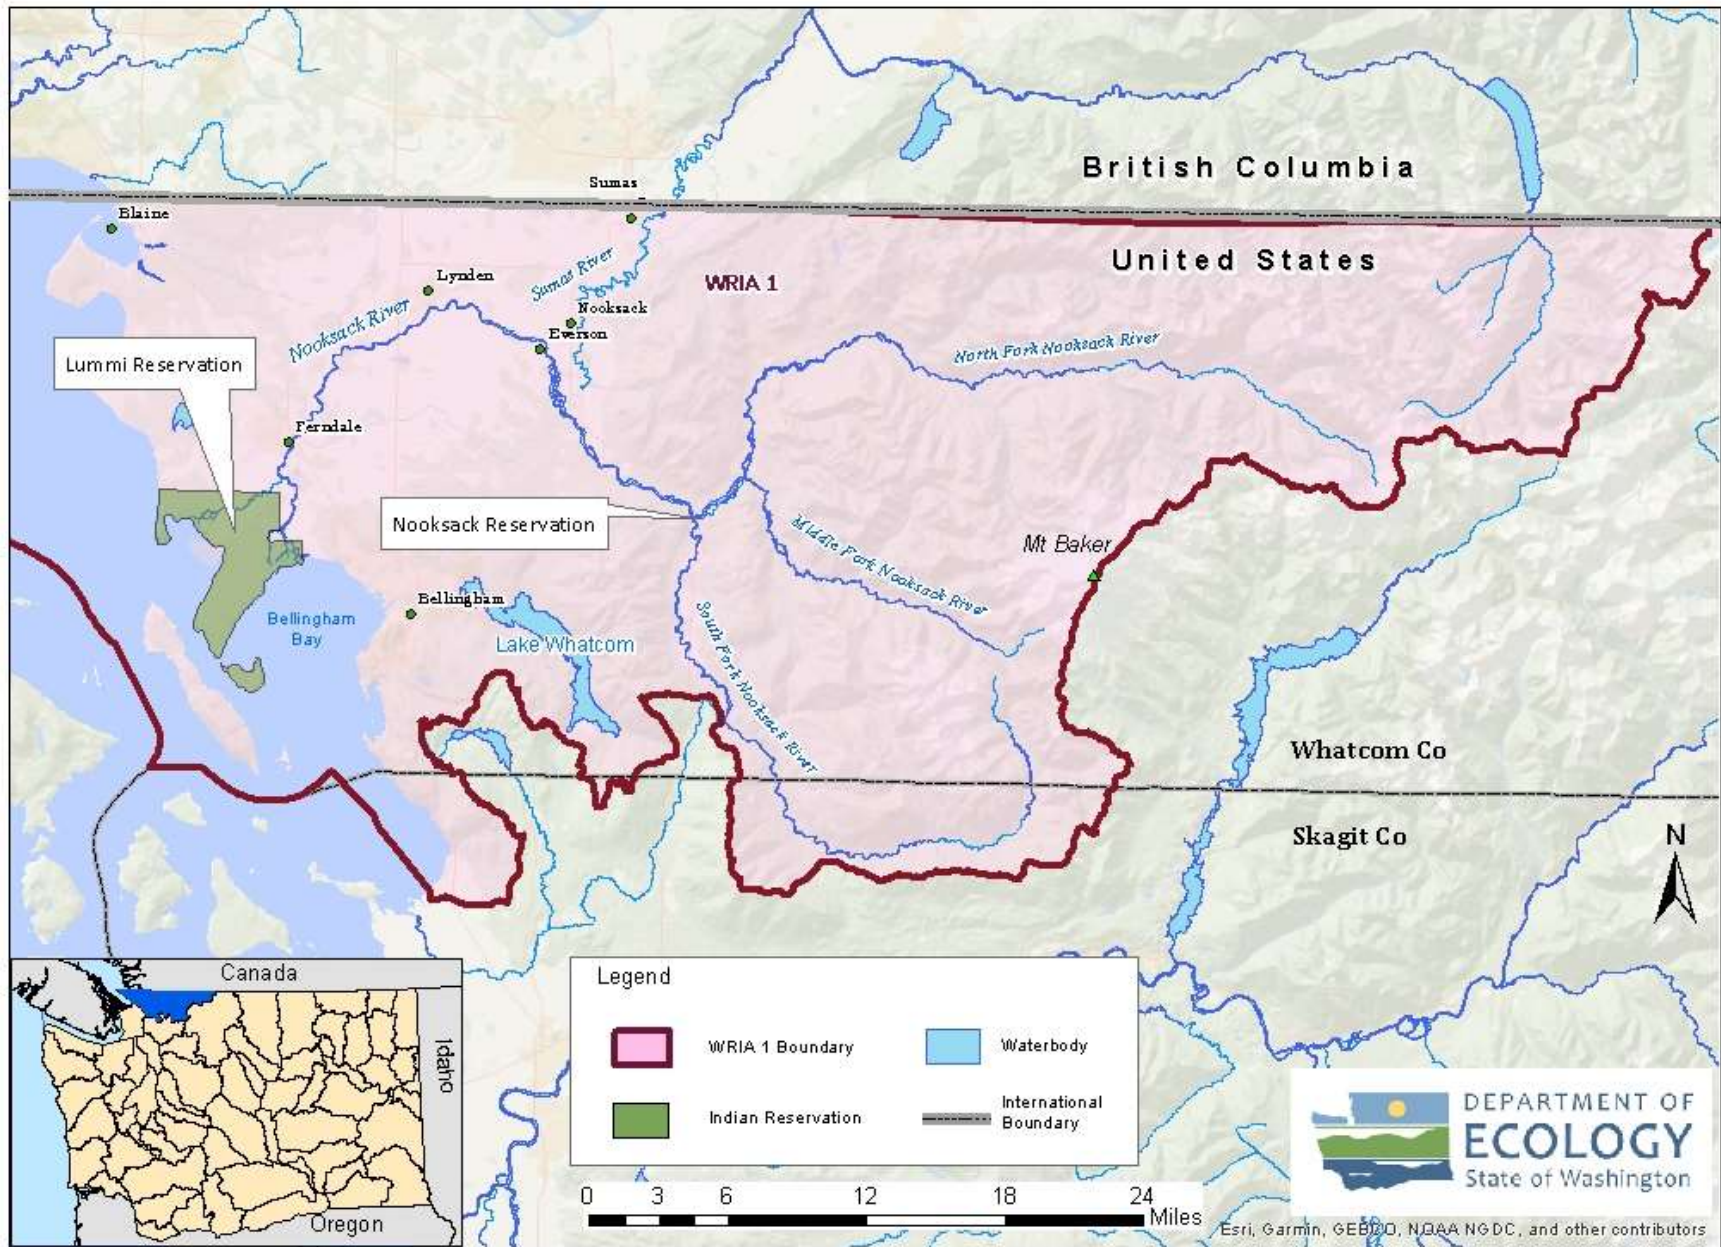 British Columbia
Sumas
Blaine
United States
Sumas River
Lynden
WRIA 1
Nooksack River
Nooksack
Everson
North Fork Nooksack River
Lummi Reservation
Ferndale
Nooksack Reservation
Middle Fork Nooksack River
Mt Baker
Bellingham
Bellingham
Bay
Lake Whatcom
South Fork Nooksack River
Whatcom Co
Skagit Co
N
Canada
Idaho
Oregon
Legend
WRIA 1 Boundary
Waterbody
Indian Reservation
International
Boundary
0 3 6 12 18 24
Miles
DEPARTMENT OF
ECOLOGY
State of Washington
Esri, Garmin, GEBCO, NOAA NGDC, and other contributors